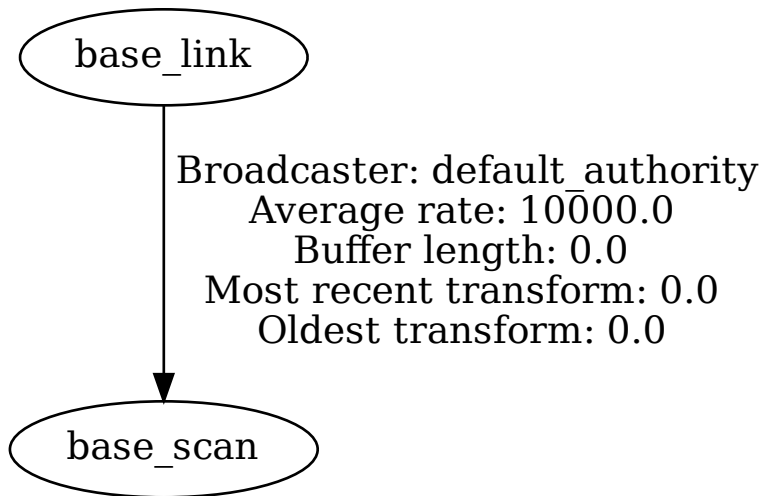 base_link
Broadcaster: default_authority
Average rate: 10000.0
Buffer length: 0.0
Most recent transform: 0.0
Oldest transform: 0.0
base_scan